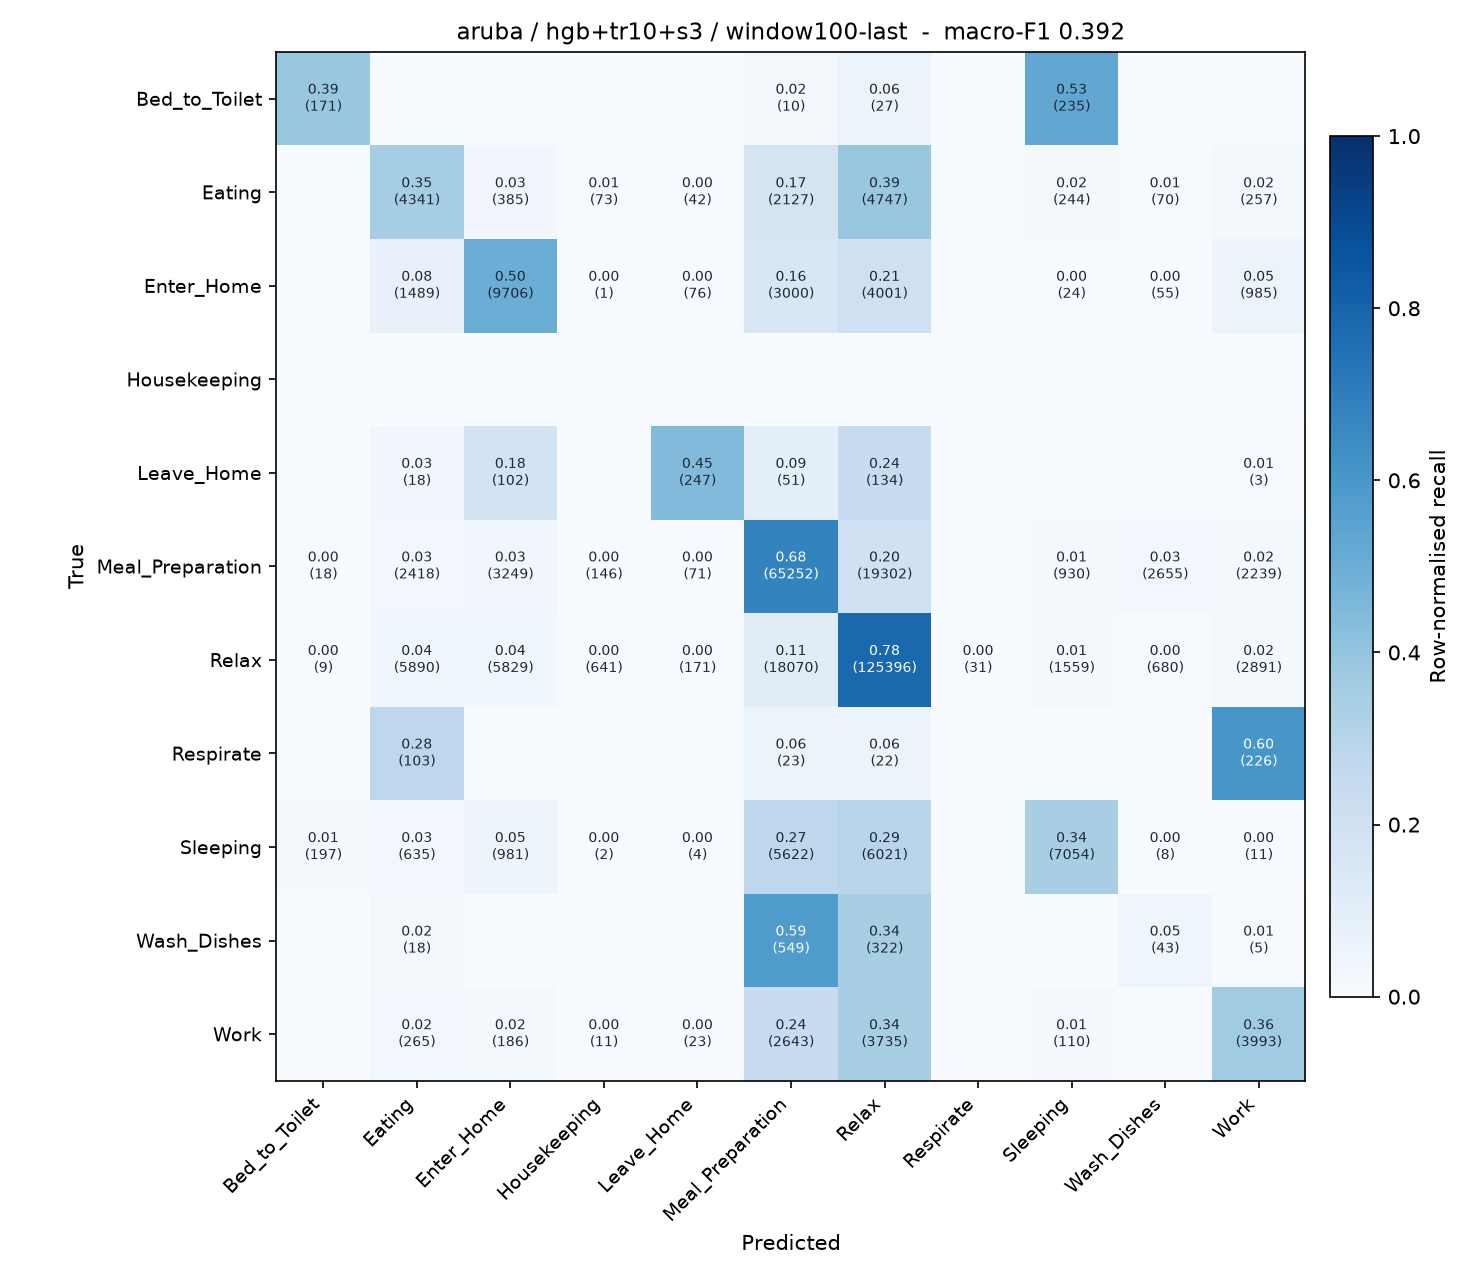 aruba / hgb+tr10+s3 / window100-last  -  macro-F1 0.392
True
Bed_to_Toilet
0.39 0.02 0.06 0.53
(171) (10) (27) (235)
Eating
0.35 0.03 0.01 0.00 0.17 0.39 0.02 0.01 0.02
(4341) (385) (73) (42) (2127) (4747) (244) (70) (257)
Enter_Home
0.08 0.50 0.00 0.00 0.16 0.21 0.00 0.00 0.05
(1489) (9706) (1) (76) (3000) (4001) (24) (55) (985)
Housekeeping
Leave_Home
0.03 0.18 0.45 0.09 0.24 0.01
(18) (102) (247) (51) (134) (3)
Meal_Preparation
0.00 0.03 0.03 0.00 0.00 0.68 0.20 0.01 0.03 0.02
(18) (2418) (3249) (146) (71) (65252) (19302) (930) (2655) (2239)
Relax
0.00 0.04 0.04 0.00 0.00 0.11 0.78 0.00 0.01 0.00 0.02
(9) (5890) (5829) (641) (171) (18070) (125396) (31) (1559) (680) (2891)
Respirate
0.28 0.06 0.06 0.60
(103) (23) (22) (226)
Sleeping
0.01 0.03 0.05 0.00 0.00 0.27 0.29 0.34 0.00 0.00
(197) (635) (981) (2) (4) (5622) (6021) (7054) (8) (11)
Wash_Dishes
0.02 0.59 0.34 0.05 0.01
(18) (549) (322) (43) (5)
Work
0.02 0.02 0.00 0.00 0.24 0.34 0.01 0.36
(265) (186) (11) (23) (2643) (3735) (110) (3993)
Bed_to_Toilet
Eating
Enter_Home
Housekeeping
Leave_Home
Meal_Preparation
Relax
Respirate
Sleeping
Wash_Dishes
Work
Predicted
1.0
0.8
0.6
0.4
0.2
0.0
Row-normalised recall